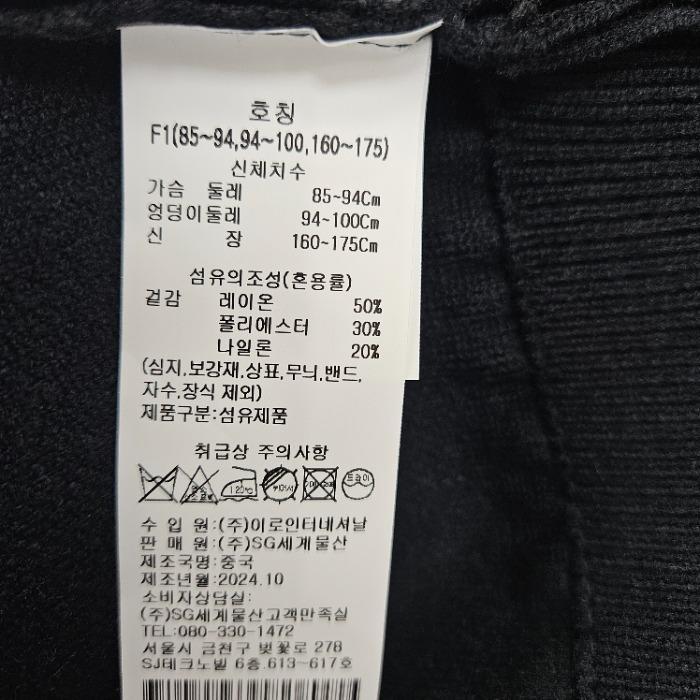 호칭
F1(85~94,94~100,160~175)
신체치수
가슴 둘레 85~94Cm
엉덩이둘레 94~100Cm
신 장 160~175Cm
섬유의조성(혼용률)
겉감 레이온 50%
폴리에스터 30%
나일론 20%
(심지,보강재,상표,무늬,밴드,
자수,장식 제외)
제품구분:섬유제품
취급상 주의사항
120℃ 드라이
수 입 원:(주)이로인터네셔날
판 매 원:(주)SG세계물산
제조국명:중국
제조년월:2024.10
소비자상담실:
(주)SG세계물산고객만족실
TEL:080-330-1472
서울시 금천구 벚꽃로 278
SJ테크노빌 6층 613~617호